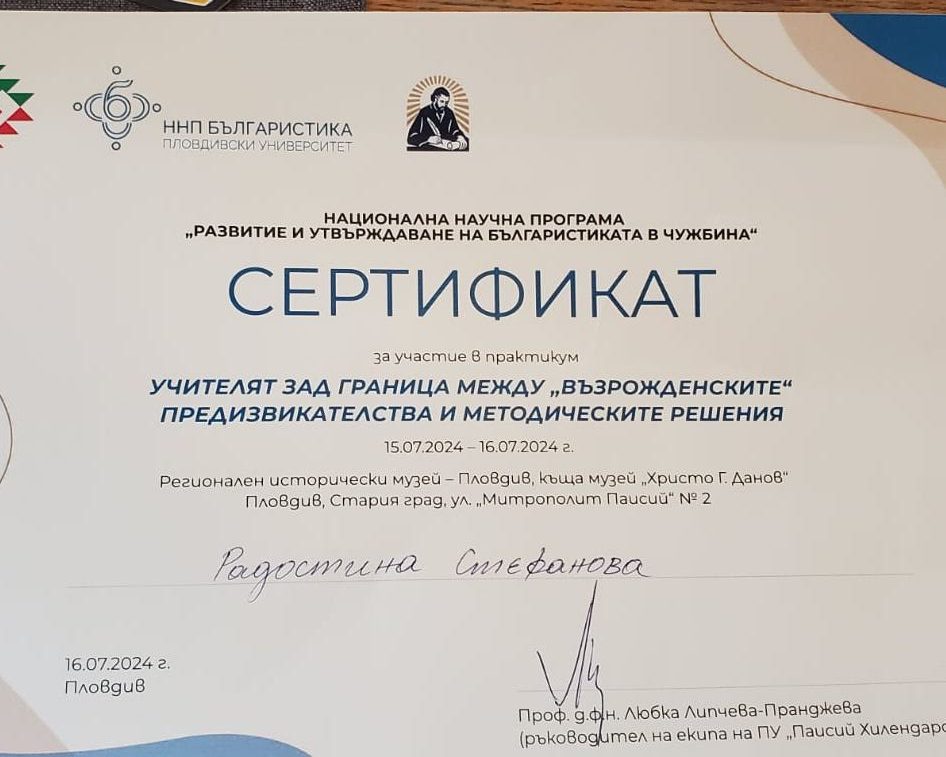 ННП БЪЛГАРИСТИКА
ПЛОВДИВСКИ УНИВЕРСИТЕТ
НАЦИОНАЛНА НАУЧНА ПРОГРАМА
„РАЗВИТИЕ И УТВЪРЖДАВАНЕ НА БЪЛГАРИСТИКАТА В ЧУЖБИНА“
СЕРТИФИКАТ
за участие в практикум
УЧИТЕЛЯТ ЗАД ГРАНИЦА МЕЖДУ „ВЪЗРОЖДЕНСКИТЕ“
ПРЕДИЗВИКАТЕЛСТВА И МЕТОДИЧЕСКИТЕ РЕШЕНИЯ
15.07.2024 – 16.07.2024 г.
Регионален исторически музей – Пловдив, къща музей „Христо Г. Данов“
Пловдив, Стария град, ул. „Митрополит Паисий“ № 2
Радостина Стефанова
16.07.2024 г.
Пловдив
Проф. д.ф.н. Любка Липчева-Пранджева
(ръководител на екипа на ПУ „Паисий Хилендарс